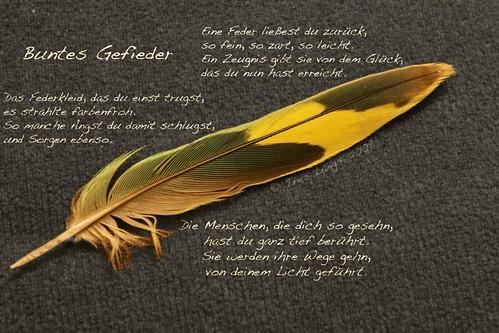 Buntes Gefieder
Eine Feder ließest du zurück,
so fein, so zart, so leicht.
Ein Zeugnis gibt sie von dem Glück,
das du nun hast erreicht.
Das Federkleid, das du einst trugst,
es strahlte farbenfroh.
So manche ringst du damit schlugst,
und Sorgen ebenso.
Die Menschen, die dich so gesehn,
hast du ganz tief berührt.
Sie werden ihre Wege gehn,
von deinem Licht geführt.